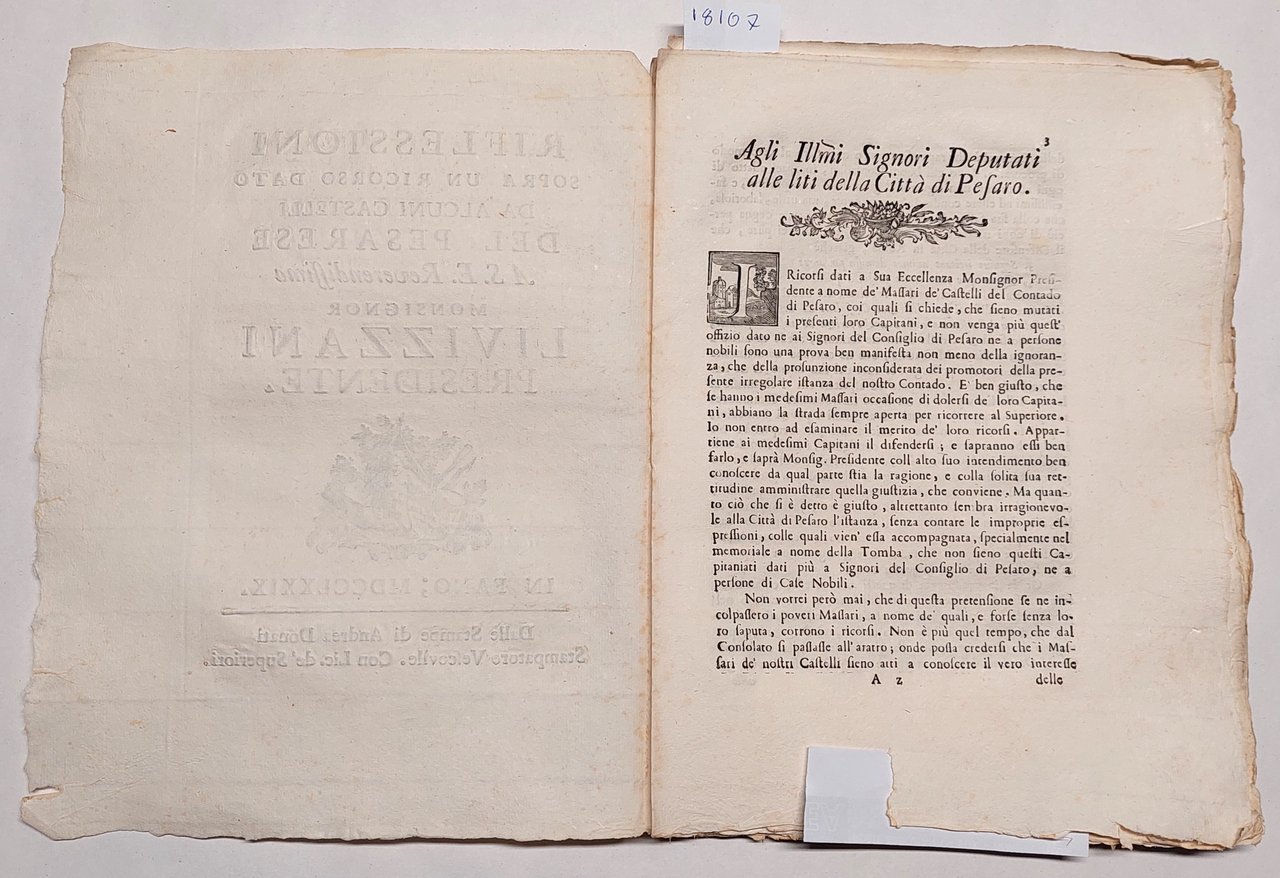 18107
RIFLESSIONI
SOPRA UN RICORSO DATO
DA' ALCUNI CASTELLI
DEL PESARESE
A S. E. Reverendiſſima
MONSIGNOR
LIVIZZANI
PRESIDENTE.
IN FANO; MDCCLXXIX.
Dalle Stampe di Andrea Donati
Stampatore Veſcovile. Con Lic. de' Superiori.
3
Agli Illm̃i Signori Deputati
alle liti della Città di Peſaro.
I Ricorſi dati a Sua Eccellenza Monſignor Preſi-
dente a nome de' Maſſari de' Caſtelli del Contado
di Peſaro, coi quali ſi chiede, che ſieno mutati
i preſenti loro Capitani, e non venga più queſt'
offizio dato ne ai Signori del Conſiglio di Peſaro ne a perſone
nobili ſono una prova ben manifeſta non meno della ignoran-
za, che della proſunzione inconſiderata dei promotori della pre-
ſente irregolare iſtanza del noſtro Contado. E' ben giuſto, che
ſe hanno i medeſimi Maſſari occaſione di dolerſi de' loro Capita-
ni, abbiano la ſtrada ſempre aperta per ricorrere al Superiore.
Io non entro ad eſaminare il merito de' loro ricorſi. Appar-
tiene ai medeſimi Capitani il difenderſi; e ſapranno eſſi ben
farlo, e ſaprà Monſig. Preſidente coll alto ſuo intendimento ben
conoſcere da qual parte ſtia la ragione, e colla ſolita ſua ret-
titudine amminiſtrare quella giuſtizia, che conviene. Ma quan-
to ciò che ſi è detto è giuſto, altrettanto ſen bra irragionevo-
le alla Città di Peſaro l'iſtanza, ſenza contare le improprie eſ-
preſſioni, colle quali vien' eſſa accompagnata, ſpecialmente nel
memoriale a nome della Tomba, che non ſieno queſti Ca-
pitaniati dati più a Signori del Conſiglio di Peſaro, ne a
perſone di Caſe Nobili.
Non vorrei però mai, che di queſta pretenſione ſe ne in-
colpaſſero i poveri Maſſari, a nome de' quali, e forſe ſenza lo-
ro ſaputa, corrono i ricorſi. Non è più quel tempo, che dal
Conſolato ſi paſſaſſe all' aratro; onde poſſa crederſi che i Maſ-
ſari de' noſtri Caſtelli ſieno atti a conoſcere il vero intereſſe
A 2
delle